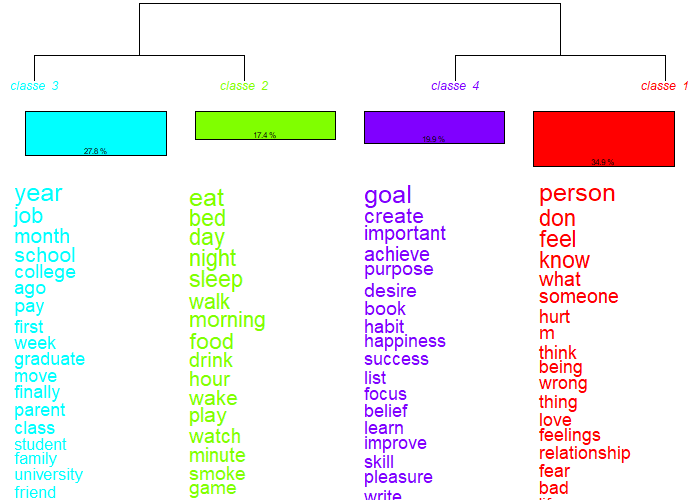 classe 3
classe 2
classe 4
classe 1
27.8 %
17.4 %
19.9 %
34.9 %
year
job
month
school
college
ago
pay
first
week
graduate
move
finally
parent
class
student
family
university
friend
eat
bed
day
night
sleep
walk
morning
food
drink
hour
wake
play
watch
minute
smoke
game
goal
create
important
achieve
purpose
desire
book
habit
happiness
success
list
focus
belief
learn
improve
skill
pleasure
write
person
don
feel
know
what
someone
hurt
m
think
being
wrong
thing
love
feelings
relationship
fear
bad